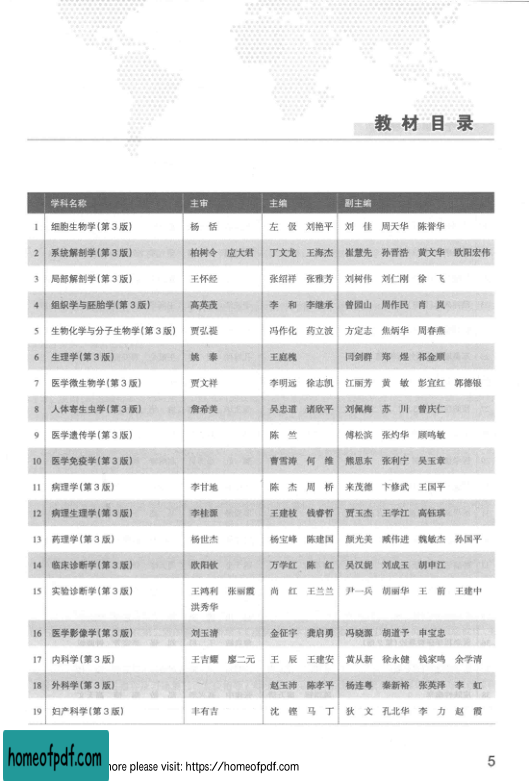 教材目录
学科名称 主审 主编 副主编
1 细胞生物学(第3版) 杨 恬 左 伋 刘艳平 刘 佳 周天华 陈誉华
2 系统解剖学(第3版) 柏树令 应大君 丁文龙 王海杰 崔慧先 孙晋浩 黄文华 欧阳宏伟
3 局部解剖学(第3版) 王怀经 张绍祥 张雅芳 刘树伟 刘仁刚 徐 飞
4 组织学与胚胎学(第3版) 高英茂 李 和 李继承 曾园山 周作民 肖 岚
5 生物化学与分子生物学(第3版) 贾弘禔 冯作化 药立波 方定志 焦炳华 周春燕
6 生理学(第3版) 姚 泰 王庭槐 闫剑群 郑 煜 祁金顺
7 医学微生物学(第3版) 贾文祥 李明远 徐志凯 江丽芳 黄 敏 彭宜红 郭德银
8 人体寄生虫学(第3版) 詹希美 吴忠道 诸欣平 刘佩梅 苏 川 曾庆仁
9 医学遗传学(第3版) 陈 竺 傅松滨 张灼华 顾鸣敏
10 医学免疫学(第3版) 曹雪涛 何 维 熊思东 张利宁 吴玉章
11 病理学(第3版) 李甘地 陈 杰 周 桥 来茂德 卞修武 王国平
12 病理生理学(第3版) 李桂源 王建枝 钱睿哲 贾玉杰 王学江 高钰琪
13 药理学(第3版) 杨世杰 杨宝峰 陈建国 颜光美 臧伟进 魏敏杰 孙国平
14 临床诊断学(第3版) 欧阳钦 万学红 陈 红 吴汉妮 刘成玉 胡申江
15 实验诊断学(第3版) 王鸿利 张丽霞 尚 红 王兰兰 尹一兵 胡丽华 王 前 王建中
洪秀华
16 医学影像学(第3版) 刘玉清 金征宇 龚启勇 冯晓源 胡道予 申宝忠
17 内科学(第3版) 王吉耀 廖二元 王 辰 王建安 黄从新 徐永健 钱家鸣 余学清
18 外科学(第3版) 赵玉沛 陈孝平 杨连粤 秦新裕 张英泽 李 虹
19 妇产科学(第3版) 丰有吉 沈 铿 马 丁 狄 文 孔北华 李 力 赵 霞
homeofpdf.com
more please visit: https://homeofpdf.com
5